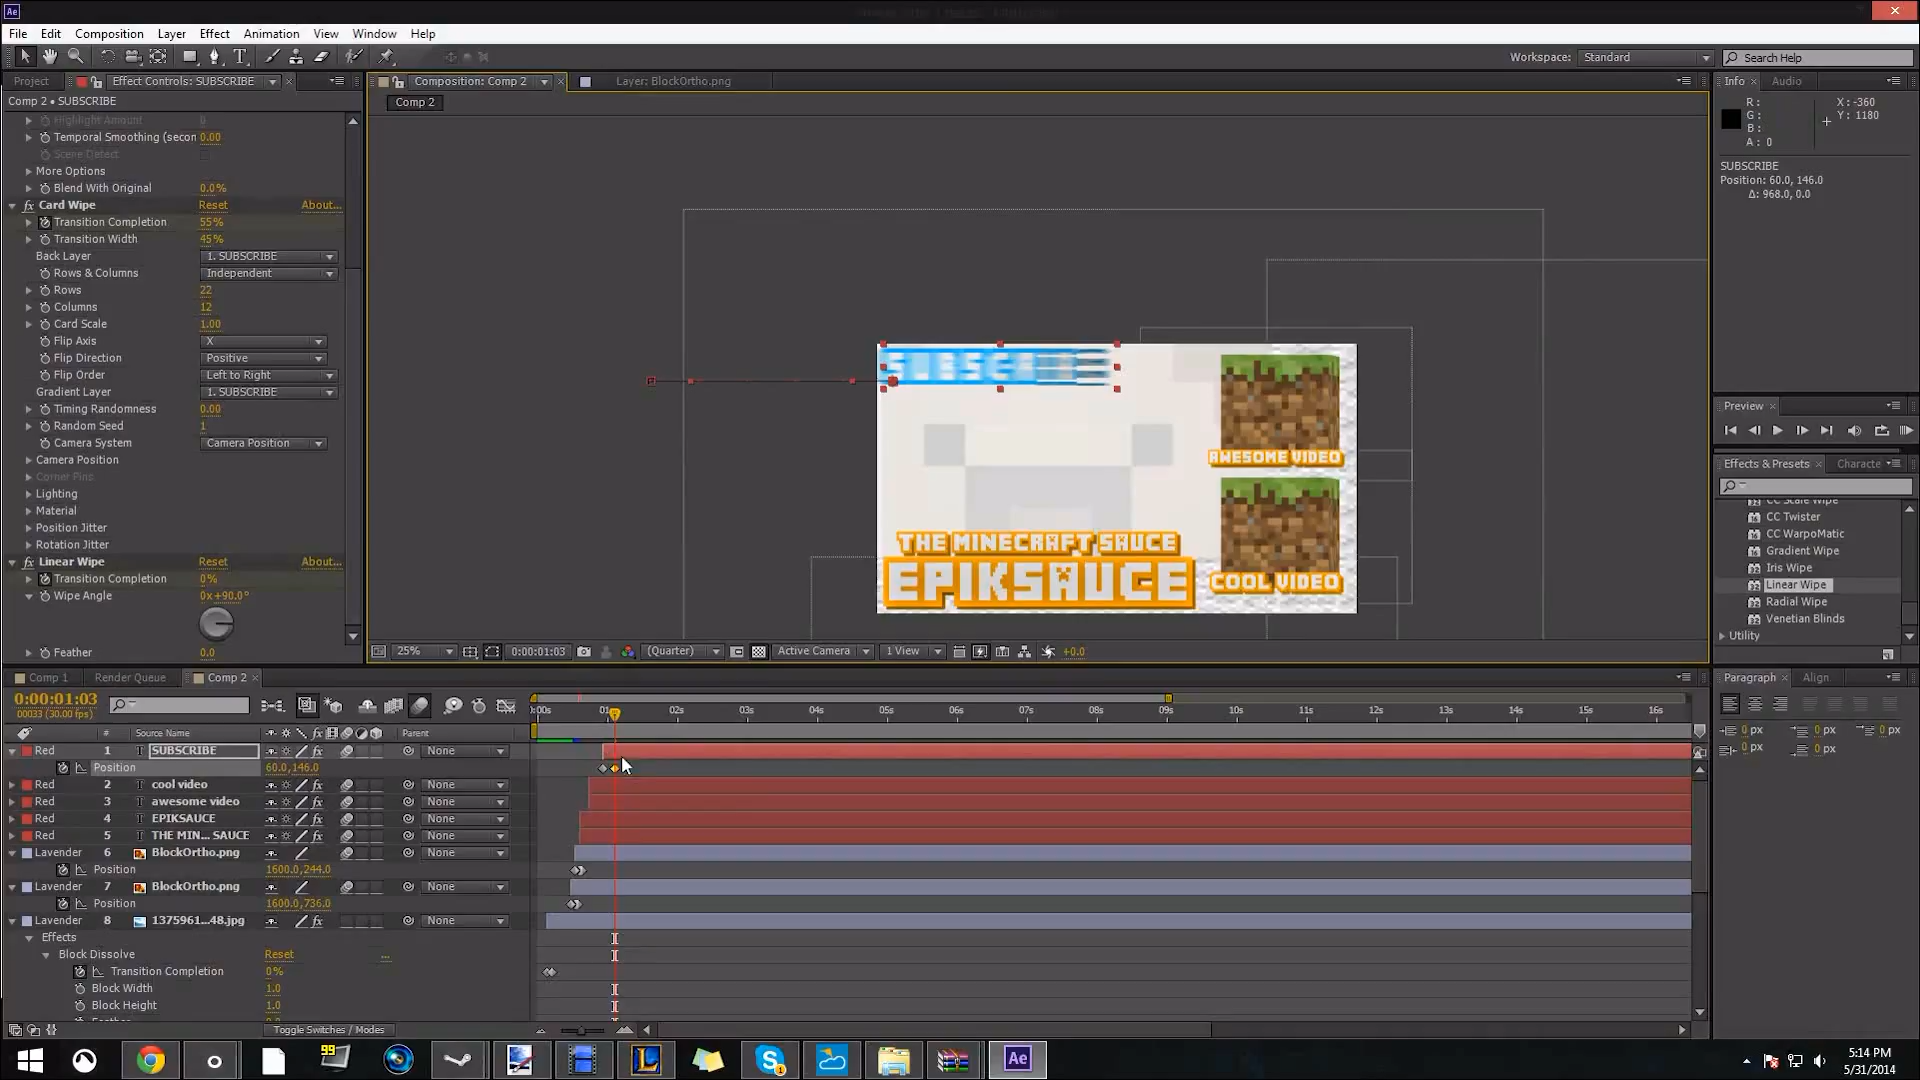 Ae
File Edit Composition Layer Effect Animation View Window Help
Workspace: Standard Search Help
Project Effect Controls: SUBSCRIBE Composition: Comp 2 Layer: BlockOrtho.png Info Audio
Comp 2 • SUBSCRIBE
Comp 2
Highlight Amount 0
Temporal Smoothing (secon 0.00
Scene Detect
More Options
Blend With Original 0.0%
Card Wipe Reset About...
Transition Completion 55%
Transition Width 45%
Back Layer 1. SUBSCRIBE
Rows & Columns Independent
Rows 22
Columns 12
Card Scale 1.00
Flip Axis X
Flip Direction Positive
Flip Order Left to Right
Gradient Layer 1. SUBSCRIBE
Timing Randomness 0.00
Random Seed 1
Camera System Camera Position
Camera Position
Corner Pins
Lighting
Material
Position Jitter
Rotation Jitter
Linear Wipe Reset About...
Transition Completion 0%
Wipe Angle 0x+90.0°
Feather 0.0
AWESOME VIDEO
THE MINECRAFT SAUCE
EPIKSAUCE
COOL VIDEO
25% 0:00:01:03 (Quarter) Active Camera 1 View +0.0
R: X: -360
G: Y: 1180
B:
A: 0
SUBSCRIBE
Position: 60.0, 146.0
Δ: 968.0, 0.0
Preview
Effects & Presets Characte
CC Scale Wipe
CC Twister
CC WarpoMatic
Gradient Wipe
Iris Wipe
Linear Wipe
Radial Wipe
Venetian Blinds
Utility
Paragraph Align
0 px 0 px 0 px
0 px 0 px
Comp 1 Render Queue Comp 2
0:00:01:03
00033 (30.00 fps)
:00s 01s 02s 03s 04s 05s 06s 07s 08s 09s 10s 11s 12s 13s 14s 15s 16s
# Source Name Parent
Red 1 SUBSCRIBE None
Position 60.0,146.0
Red 2 cool video None
Red 3 awesome video None
Red 4 EPIKSAUCE None
Red 5 THE MIN... SAUCE None
Lavender 6 BlockOrtho.png None
Position 1600.0,244.0
Lavender 7 BlockOrtho.png None
Position 1600.0,736.0
Lavender 8 1375961...48.jpg None
Effects
Block Dissolve Reset ...
Transition Completion 0%
Block Width 1.0
Block Height 1.0
Toggle Switches / Modes
99
Ae
5:14 PM
5/31/2014